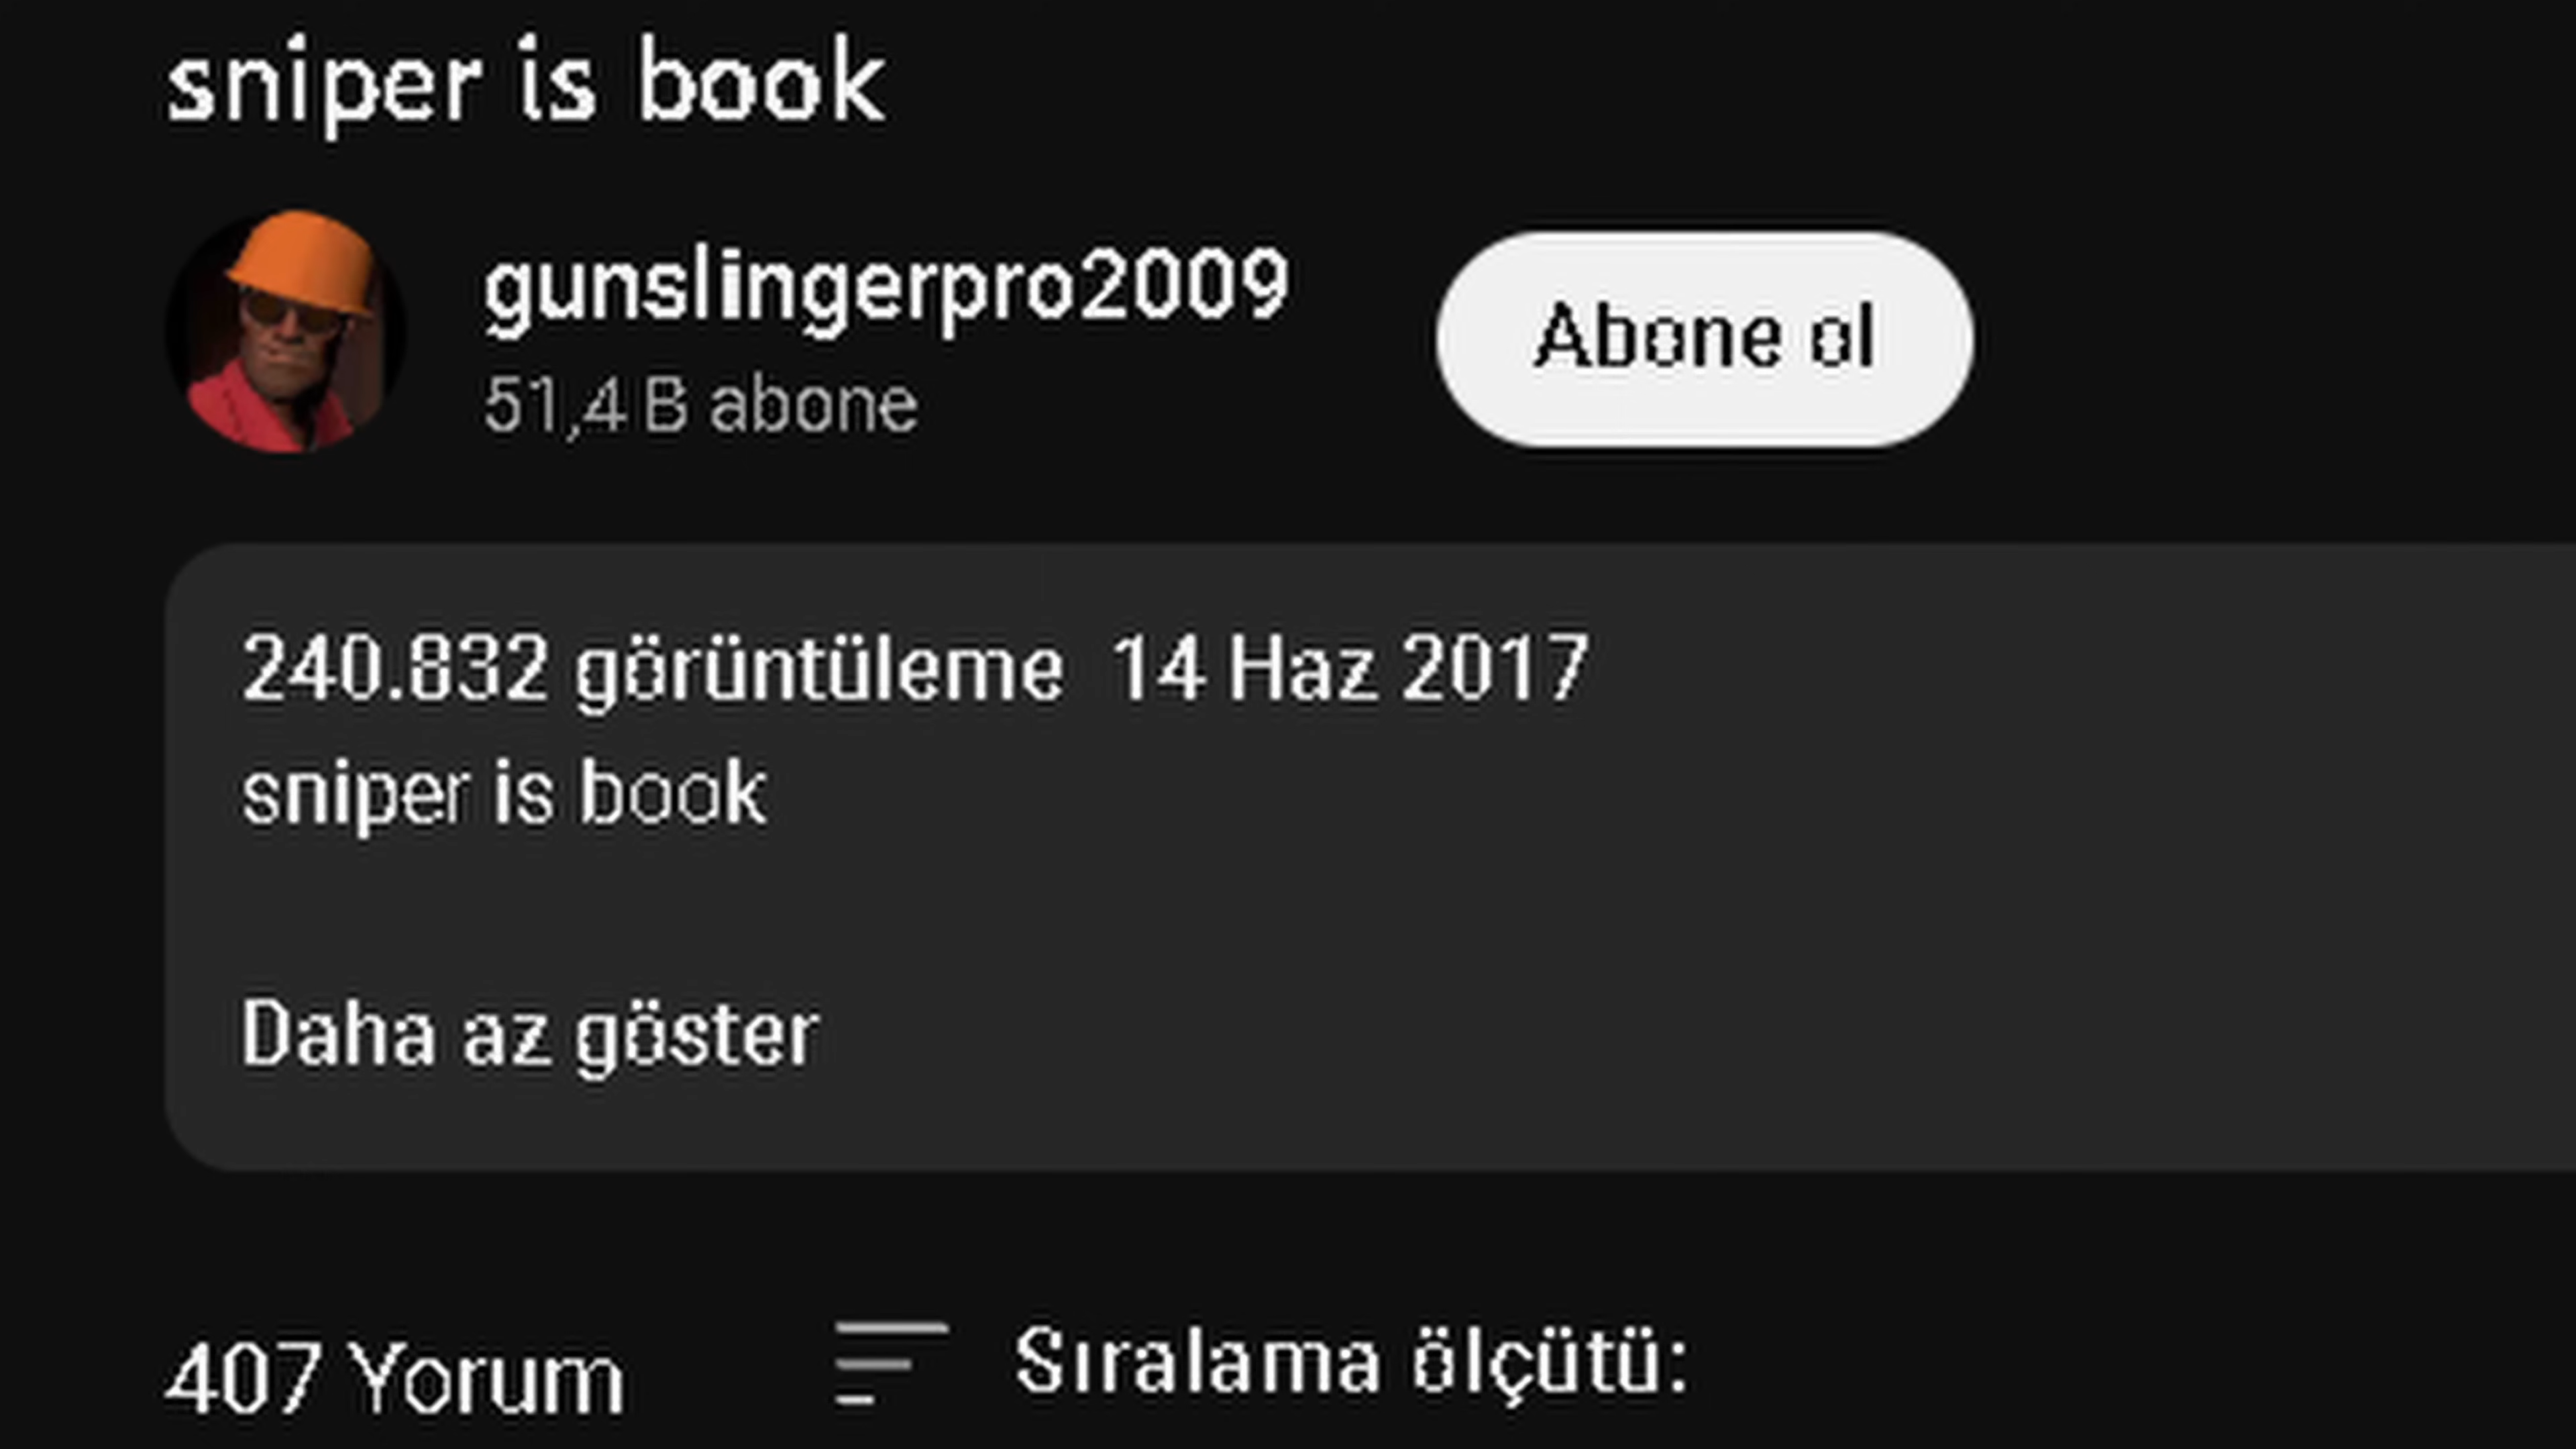 sniper is book
gunslingerpro2009
Abone ol
51,4 B abone
240.832 görüntüleme 14 Haz 2017
sniper is book
Daha az göster
407 Yorum
Sıralama ölçütü: